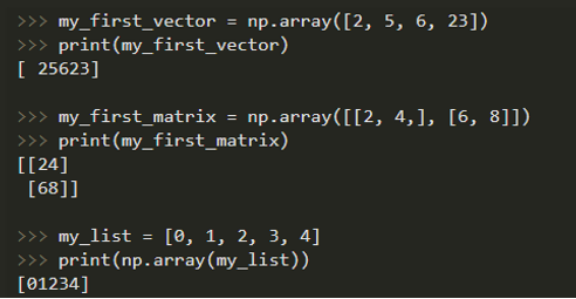 >>> my_first_vector = np.array([2, 5, 6, 23])
>>> print(my_first_vector)
[ 25623]
>>> my_first_matrix = np.array([[2, 4,], [6, 8]])
>>> print(my_first_matrix)
[[24]
 [68]]
>>> my_list = [0, 1, 2, 3, 4]
>>> print(np.array(my_list))
[01234]